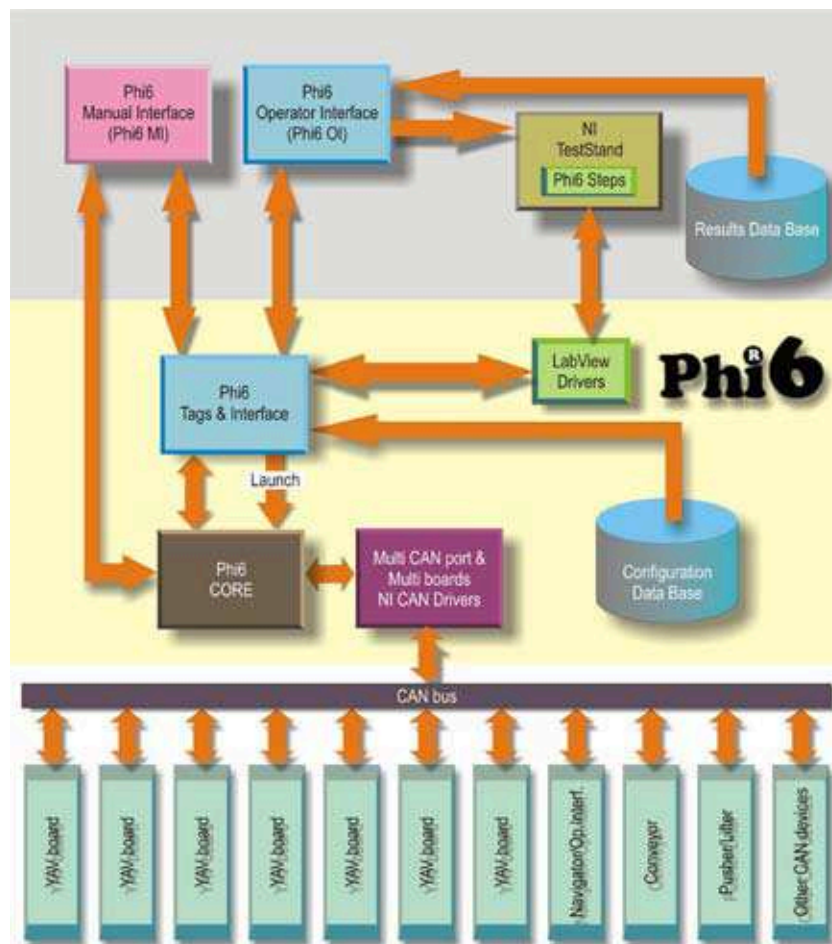 Phi6
Manual Interface
(Phi6 MI)
Phi6
Operator Interface
(Phi6 OI)
NI
TestStand
Phi6 Steps
Results Data Base
LabView
Drivers
Phi6
®
Phi6
Tags & Interface
Launch
Phi6
CORE
Multi CAN port &
Multi boards
NI CAN Drivers
Configuration
Data Base
CAN bus
YAV board
YAV board
YAV board
YAV board
YAV board
YAV board
YAV board
Navigator/Op.Interf.
Conveyor
Pusher/Lifter
Other CAN devices